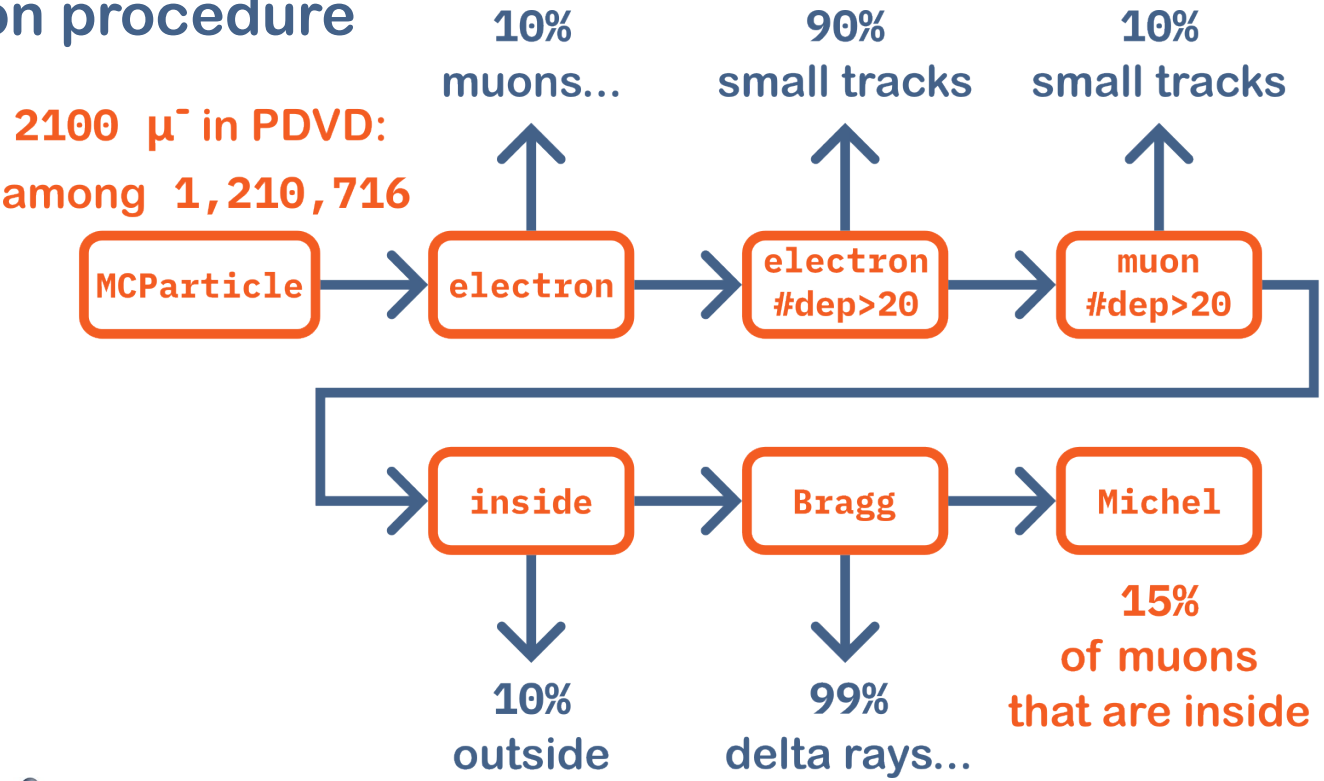 on procedure
10%
muons...
90%
small tracks
10%
small tracks
2100 μ⁻ in PDVD:
among 1,210,716
MCParticle
electron
electron
#dep>20
muon
#dep>20
inside
Bragg
Michel
10%
outside
99%
delta rays...
15%
of muons
that are inside